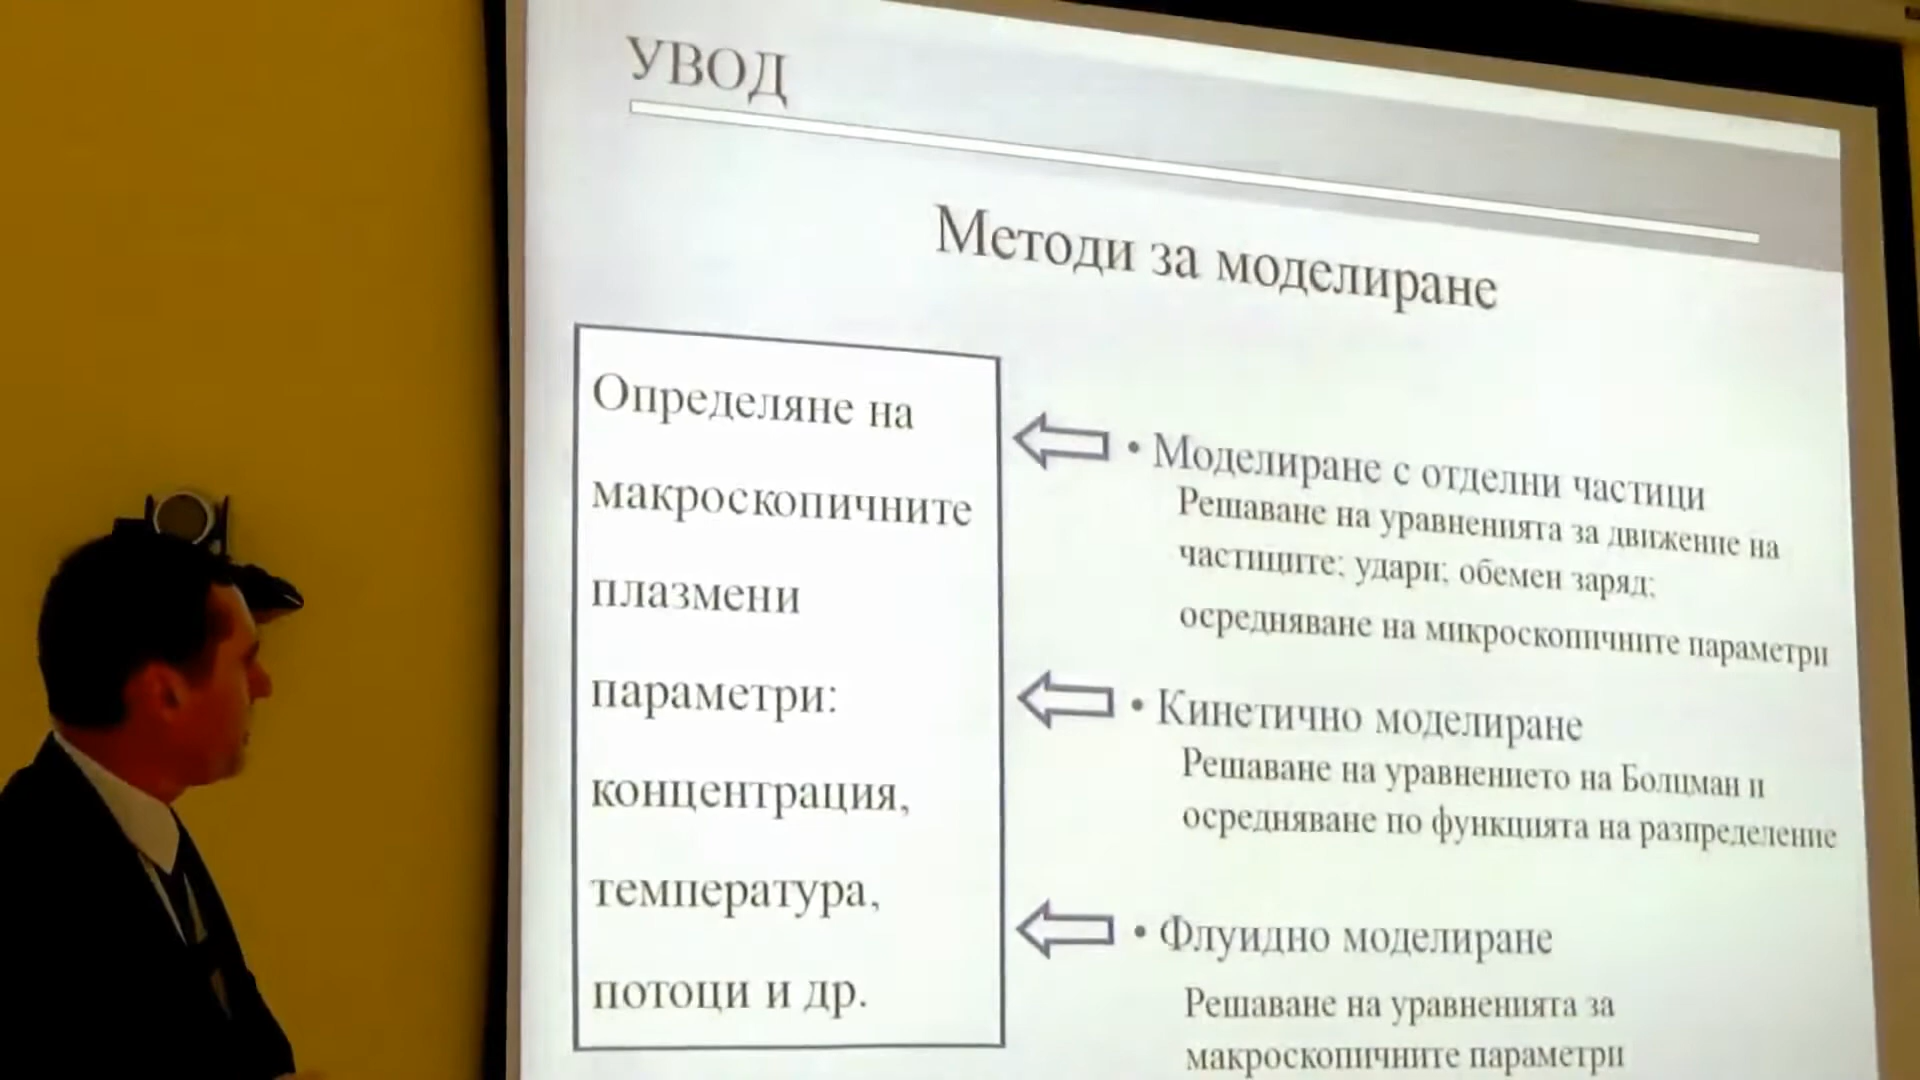 УВОД
Методи за моделиране
Определяне на
макроскопичните
плазмени
параметри:
концентрация,
температура,
потоци и др.
• Моделиране с отделни частици
Решаване на уравненията за движение на
частиците; удари; обемен заряд;
осредняване на микроскопичните параметри
• Кинетично моделиране
Решаване на уравнението на Болцман и
осредняване по функцията на разпределение
• Флуидно моделиране
Решаване на уравненията за
макроскопичните параметри